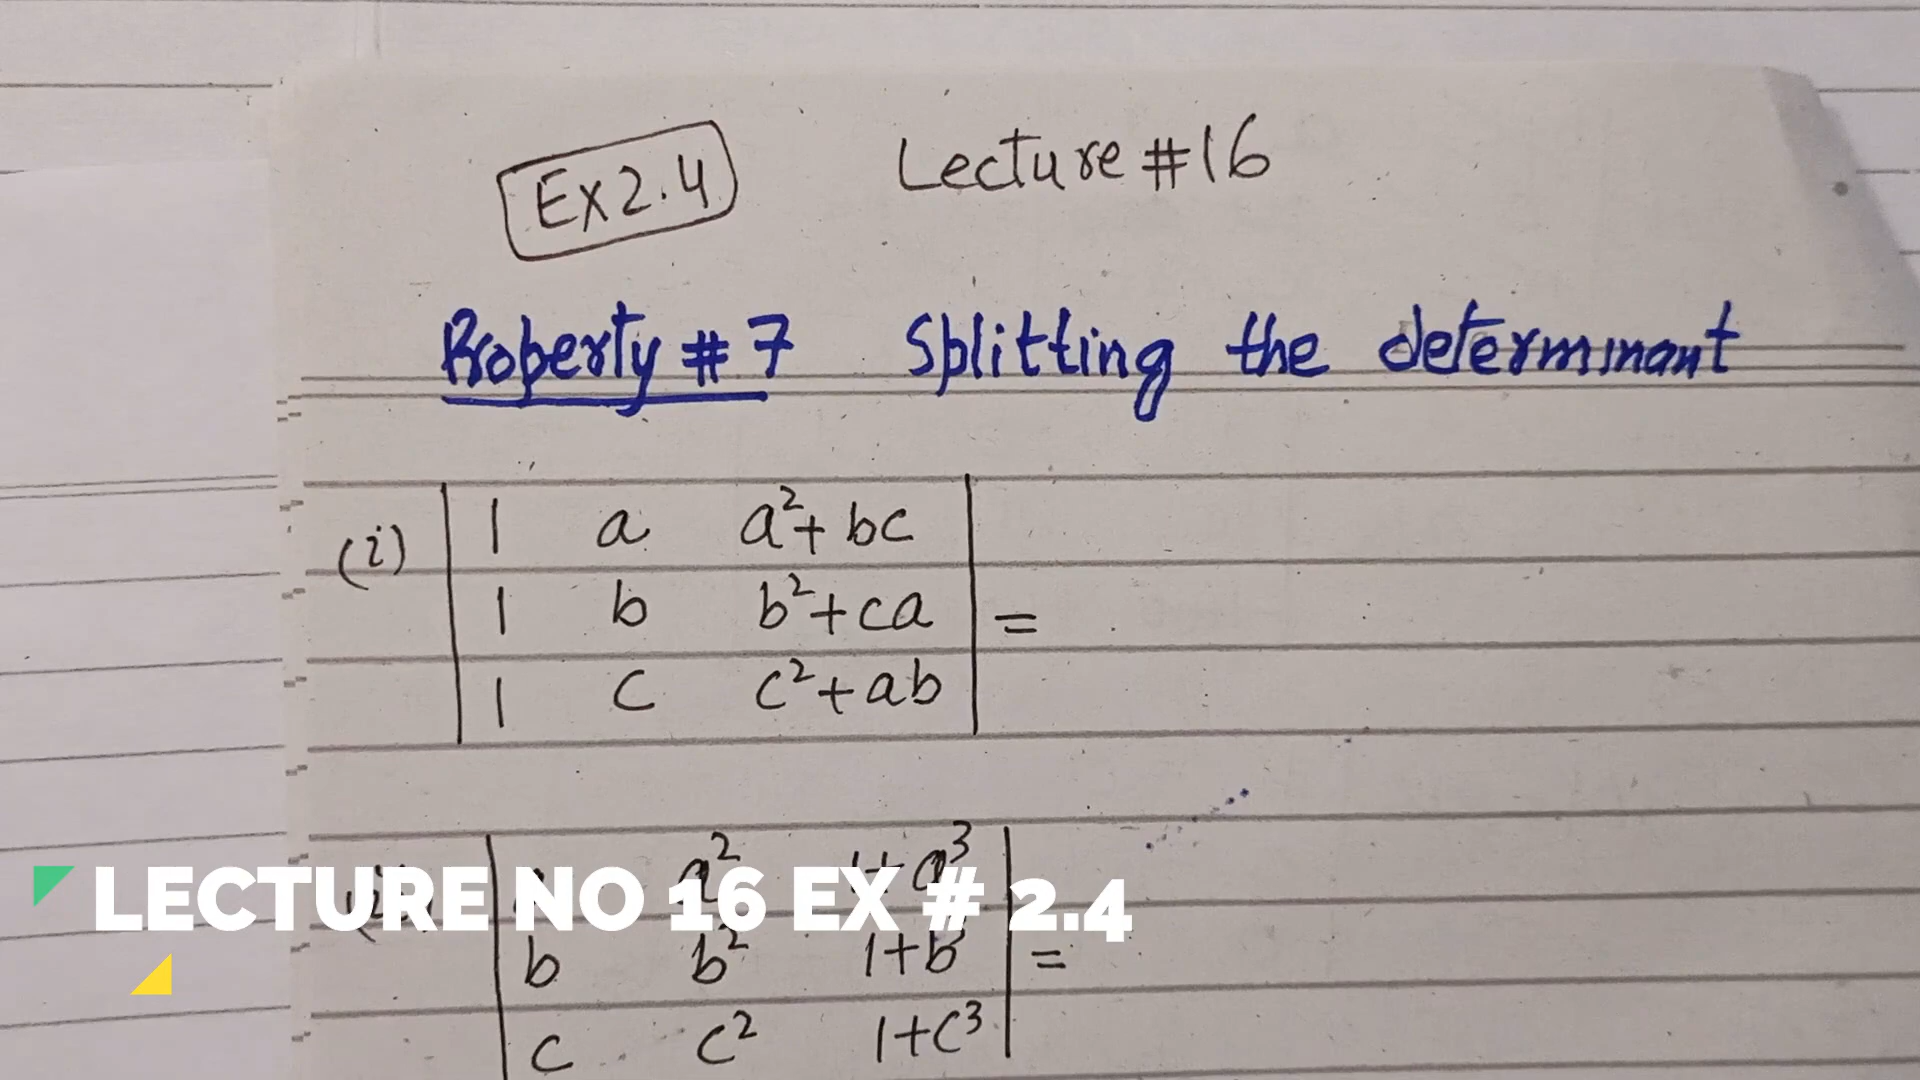 Ex 2.4 Lecture #16
Property # 7 Splitting the determinant
(i) | 1 a a²+ bc |
| 1 b b²+ca | =
| 1 c c²+ab |
a² 1+a³
LECTURE NO 16 EX # 2.4
b b² 1+b³ =
c c² 1+c³